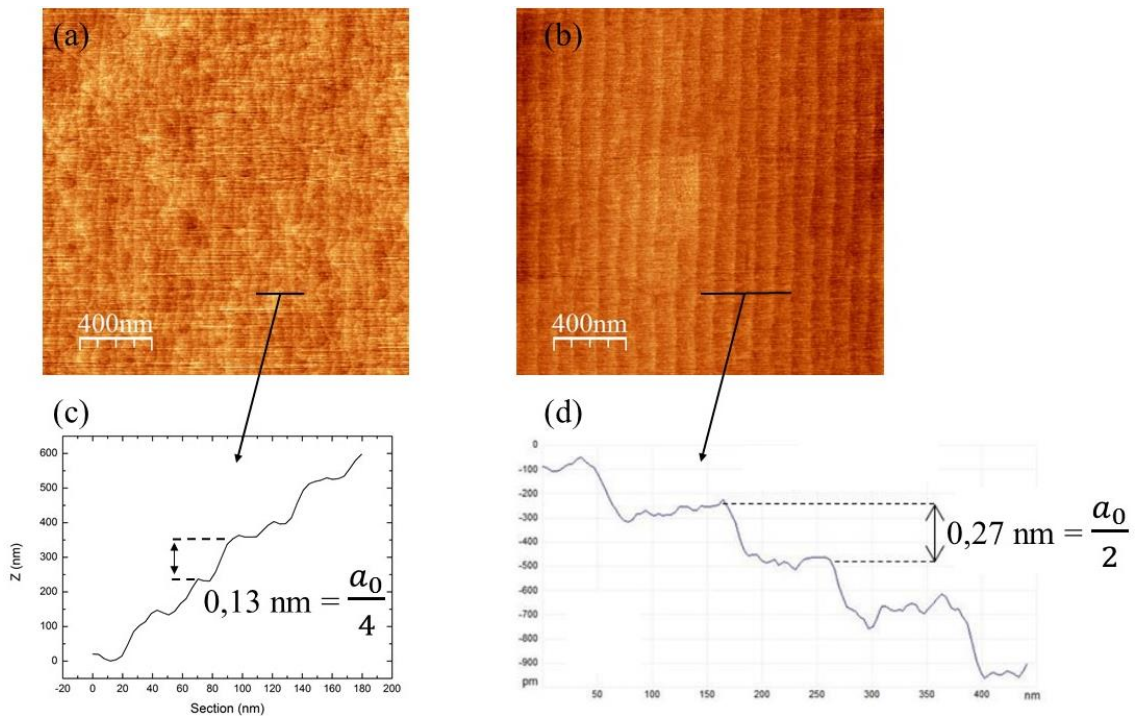 (a)
400nm
(b)
400nm
(c)
600
500
400
300
200
100
0
Z (nm)
0,13 nm = a₀/4
-20 0 20 40 60 80 100 120 140 160 180 200
Section (nm)
(d)
0
-100
-200
-300
-400
-500
-600
-700
-800
-900
pm
0,27 nm = a₀/2
50 100 150 200 250 300 350 400 nm